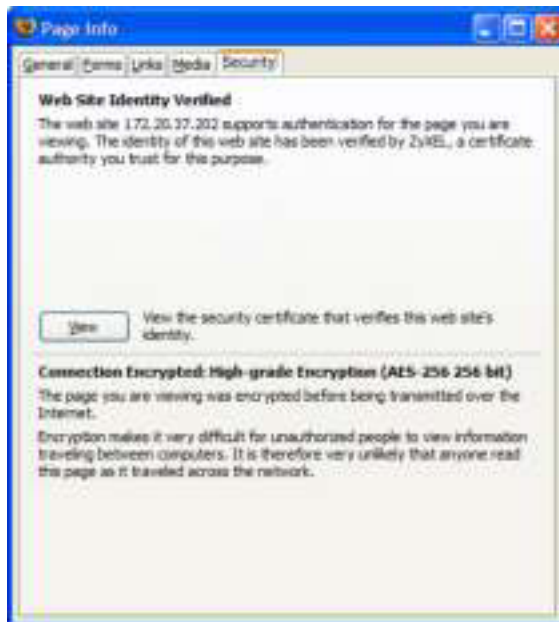 Page Info
General Forms Links Media Security
Web Site Identity Verified
The web site 172.20.37.202 supports authentication for the page you are
viewing. The identity of this web site has been verified by ZyXEL, a certificate
authority you trust for this purpose.
View
View the security certificate that verifies this web site's
identity.
Connection Encrypted: High-grade Encryption (AES-256 256 bit)
The page you are viewing was encrypted before being transmitted over the
Internet.
Encryption makes it very difficult for unauthorized people to view information
traveling between computers. It is therefore very unlikely that anyone read
this page as it traveled across the network.